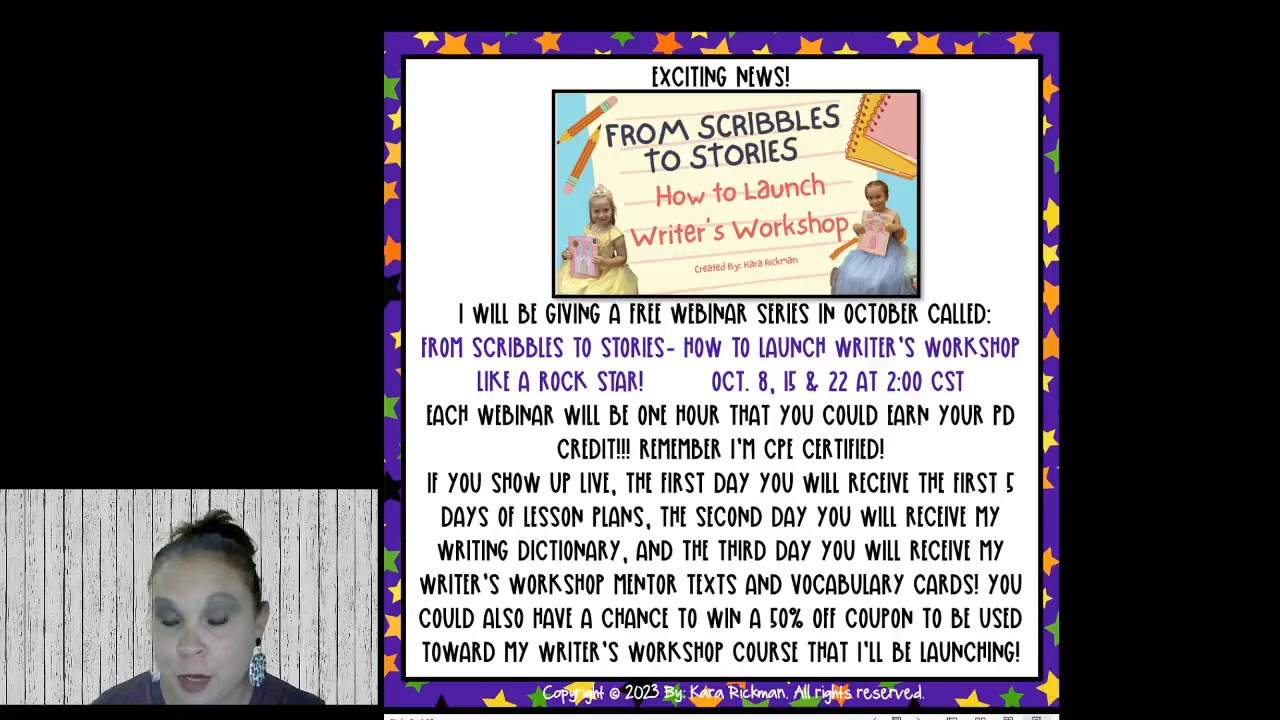 EXCITING NEWS!
FROM SCRIBBLES
TO STORIES
How to Launch
Writer's Workshop
Created By: Kara Rickman
I WILL BE GIVING A FREE WEBINAR SERIES IN OCTOBER CALLED:
FROM SCRIBBLES TO STORIES- HOW TO LAUNCH WRITER'S WORKSHOP
LIKE A ROCK STAR! OCT. 8, 15 & 22 AT 2:00 CST
EACH WEBINAR WILL BE ONE HOUR THAT YOU COULD EARN YOUR PD
CREDIT!!! REMEMBER I'M CPE CERTIFIED!
IF YOU SHOW UP LIVE, THE FIRST DAY YOU WILL RECEIVE THE FIRST 5
DAYS OF LESSON PLANS, THE SECOND DAY YOU WILL RECEIVE MY
WRITING DICTIONARY, AND THE THIRD DAY YOU WILL RECEIVE MY
WRITER'S WORKSHOP MENTOR TEXTS AND VOCABULARY CARDS! YOU
COULD ALSO HAVE A CHANCE TO WIN A 50% OFF COUPON TO BE USED
TOWARD MY WRITER'S WORKSHOP COURSE THAT I'LL BE LAUNCHING!
Copyright © 2023 By: Kara Rickman. All rights reserved.